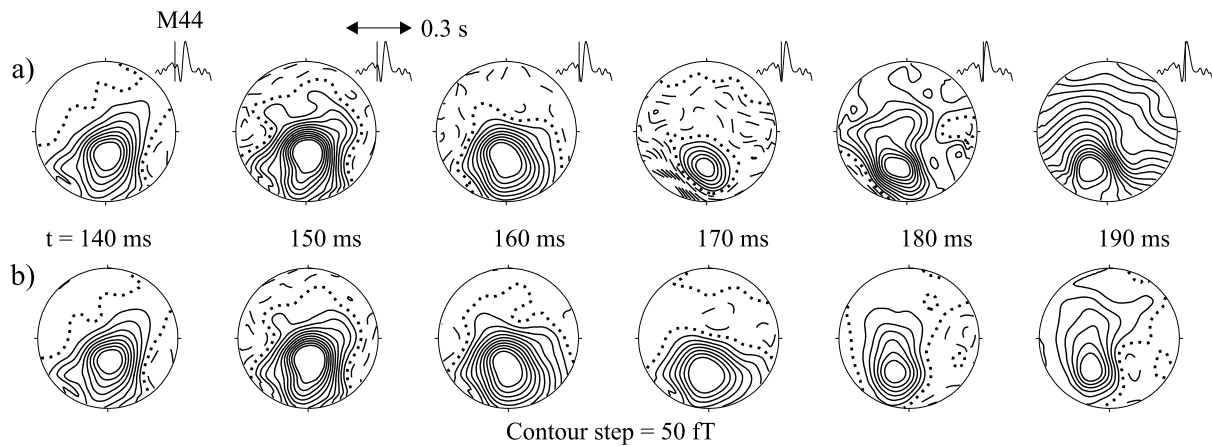 M44
0.3 s
a)
t = 140 ms 150 ms 160 ms 170 ms 180 ms 190 ms
b)
Contour step = 50 fT